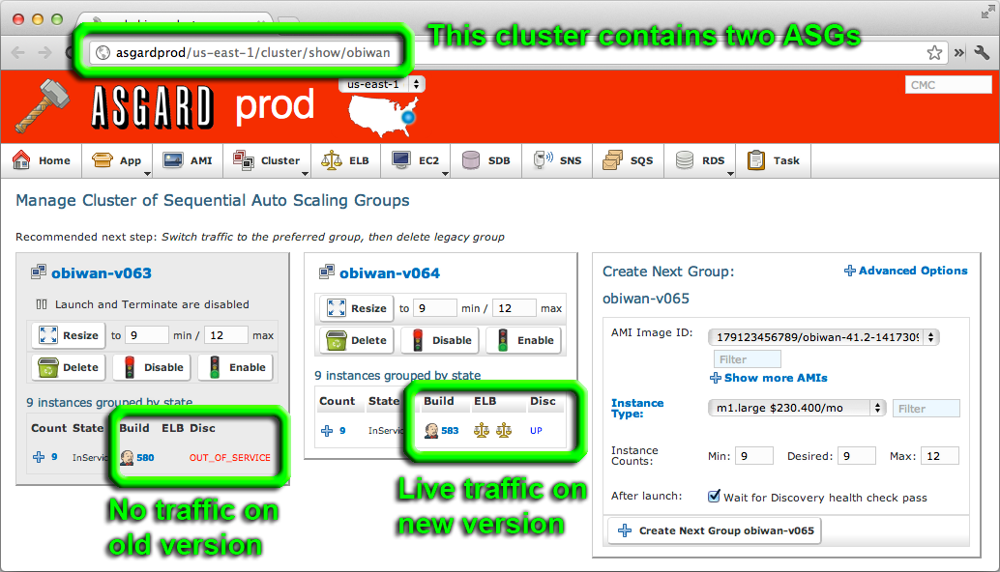 This cluster contains two ASGs
asgardprod/us-east-1/cluster/show/obiwan
us-east-1
CMC
ASGARD prod
Home App AMI Cluster ELB EC2 SDB SNS SQS RDS Task
Manage Cluster of Sequential Auto Scaling Groups
Recommended next step: Switch traffic to the preferred group, then delete legacy group
obiwan-v063
Launch and Terminate are disabled
Resize to 9 min / 12 max
Delete Disable Enable
9 instances grouped by state
Count State Build ELB Disc
9 InServic 580 OUT_OF_SERVICE
No traffic on
old version
obiwan-v064
Resize to 9 min / 12 max
Delete Disable Enable
9 instances grouped by state
Count State Build ELB Disc
9 InServic 583 UP
Live traffic on
new version
Create Next Group:
Advanced Options
obiwan-v065
AMI Image ID: 179123456789/obiwan-41.2-1417309
Filter
Show more AMIs
Instance
Type: m1.large $230.400/mo Filter
Instance
Counts: Min: 9 Desired: 9 Max: 12
After launch: Wait for Discovery health check pass
Create Next Group obiwan-v065